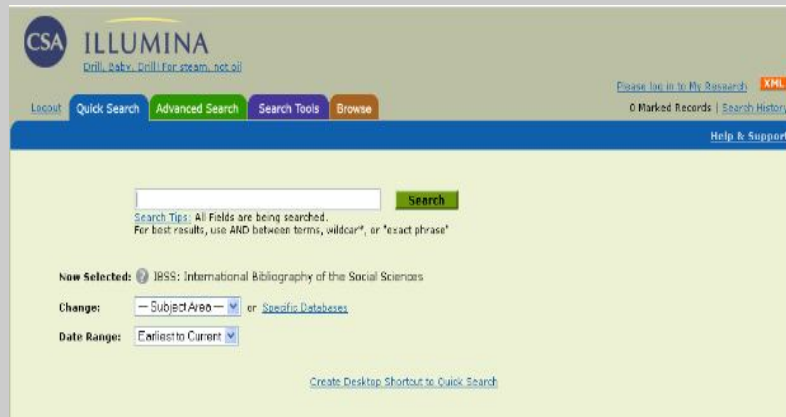 CSA ILLUMINA
Drill, Baby, Drill! For steam, not oil
Please log in to My Research XML
Logout Quick Search Advanced Search Search Tools Browse 0 Marked Records | Search History
Help & Support
Search
Search Tips: All Fields are being searched.
For best results, use AND between terms, wildcar*, or "exact phrase"
Now Selected: ? IBSS: International Bibliography of the Social Sciences
Change: — Subject Area — or Specific Databases
Date Range: Earliest to Current
Create Desktop Shortcut to Quick Search